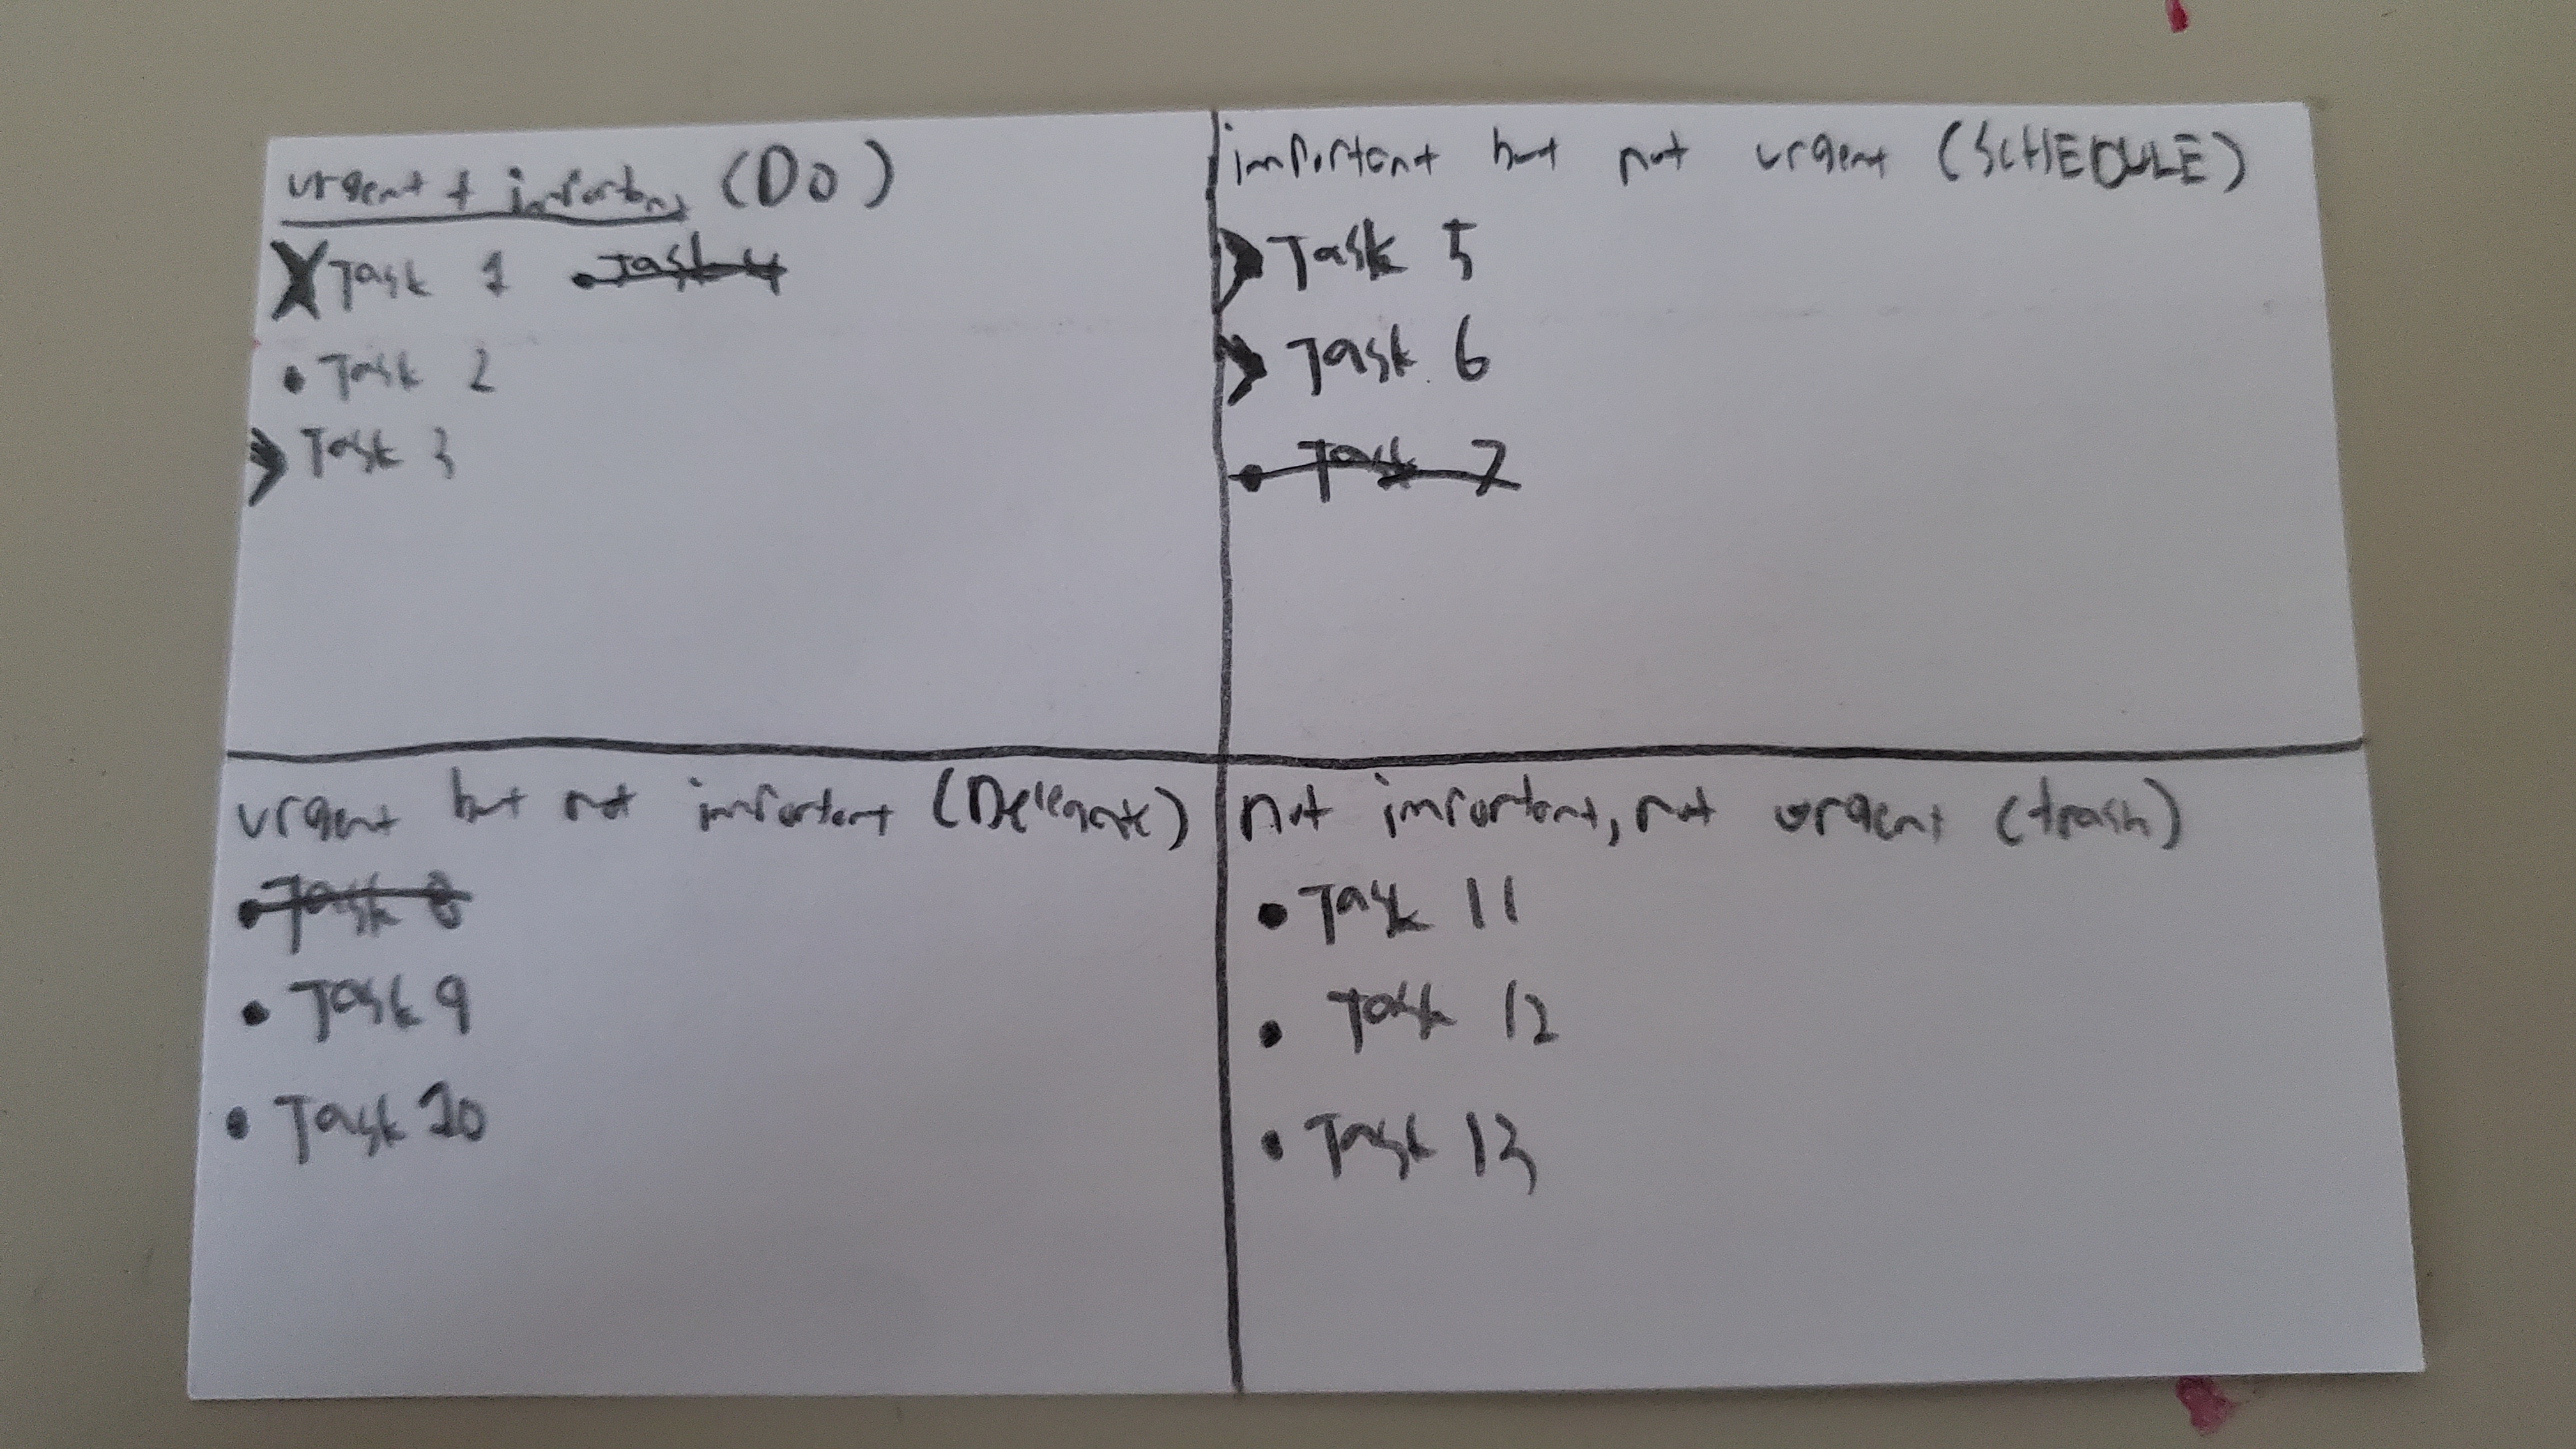 urgent + important (DO)
X Task 1 • Task 4
• Task 2
> Task 3
important but not urgent (SCHEDULE)
> Task 5
> Task 6
• Task 7
urgent but not important (Delegate)
• Task 8
• Task 9
• Task 10
not important, not urgent (trash)
• Task 11
• Task 12
• Task 13